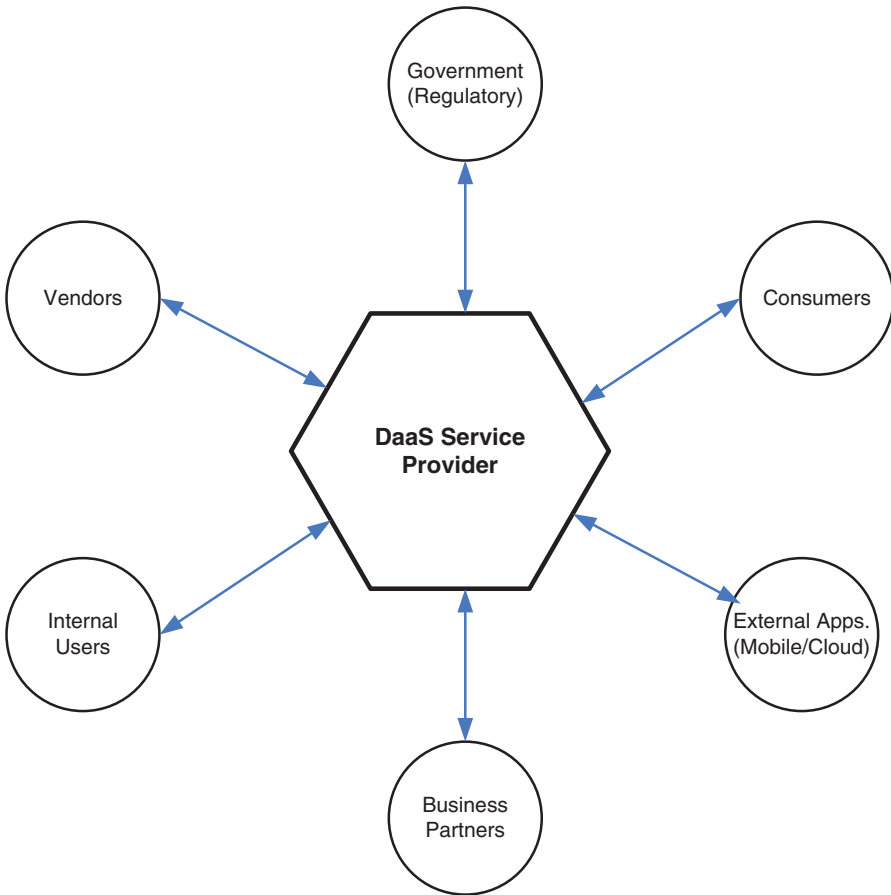 Government
(Regulatory)
Vendors
Consumers
DaaS Service
Provider
Internal
Users
External Apps.
(Mobile/Cloud)
Business
Partners